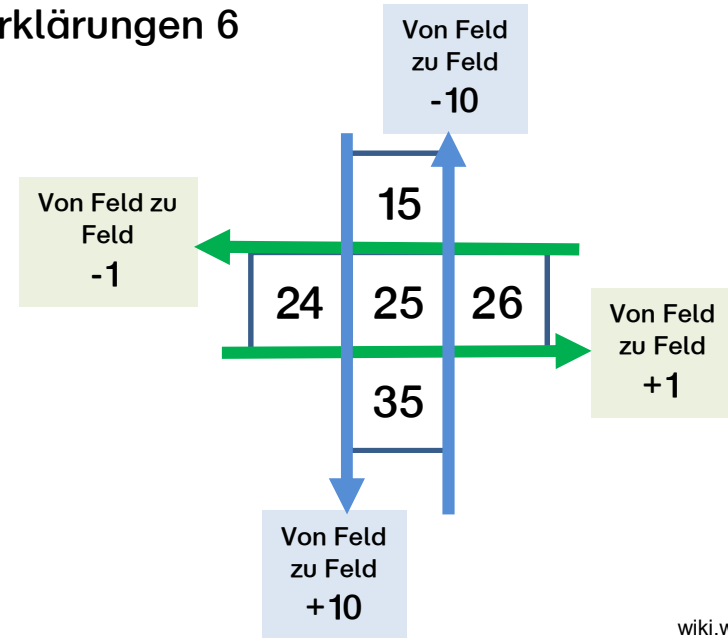 rklärungen 6
Von Feld
zu Feld
-10
15
Von Feld zu
Feld
-1
24 25 26
Von Feld
zu Feld
+1
35
Von Feld
zu Feld
+10
wiki.w